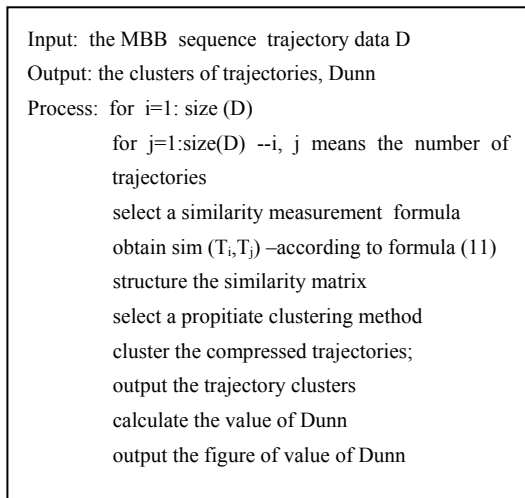 Input: the MBB sequence trajectory data D
Output: the clusters of trajectories, Dunn
Process: for i=1: size (D)
for j=1:size(D) --i, j means the number of
trajectories
select a similarity measurement formula
obtain sim (Ti,Tj) –according to formula (11)
structure the similarity matrix
select a propitiate clustering method
cluster the compressed trajectories;
output the trajectory clusters
calculate the value of Dunn
output the figure of value of Dunn